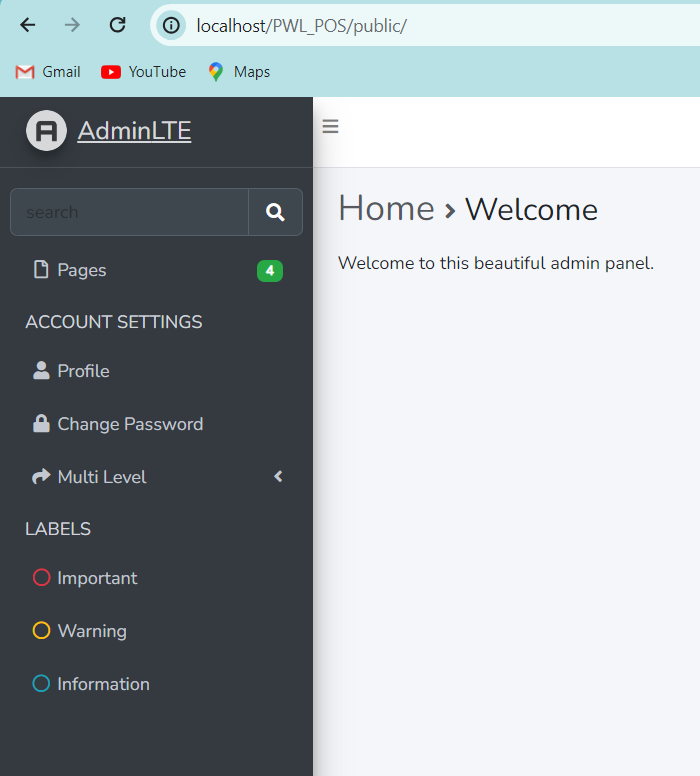 localhost/PWL_POS/public/
Gmail YouTube Maps
AdminLTE
search
Pages 4
ACCOUNT SETTINGS
Profile
Change Password
Multi Level
LABELS
Important
Warning
Information
Home › Welcome
Welcome to this beautiful admin panel.